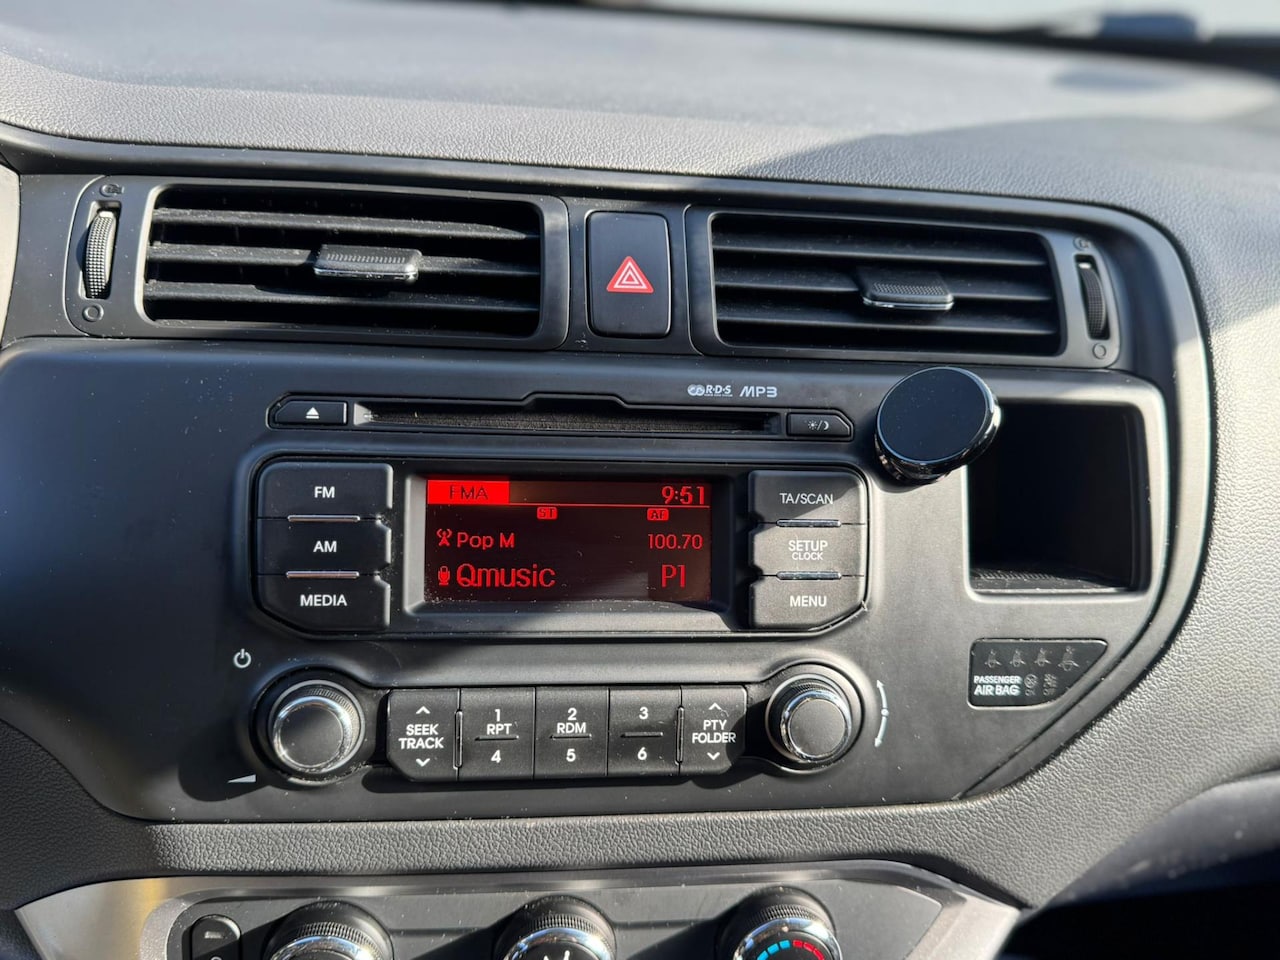 R·D·S MP3
FM
AM
MEDIA
FMA 9:51
ST AF
Pop M 100.70
Qmusic P1
TA/SCAN
SETUP
CLOCK
MENU
SEEK
TRACK
1
RPT
4
2
RDM
5
3
6
PTY
FOLDER
PASSENGER
AIR BAG